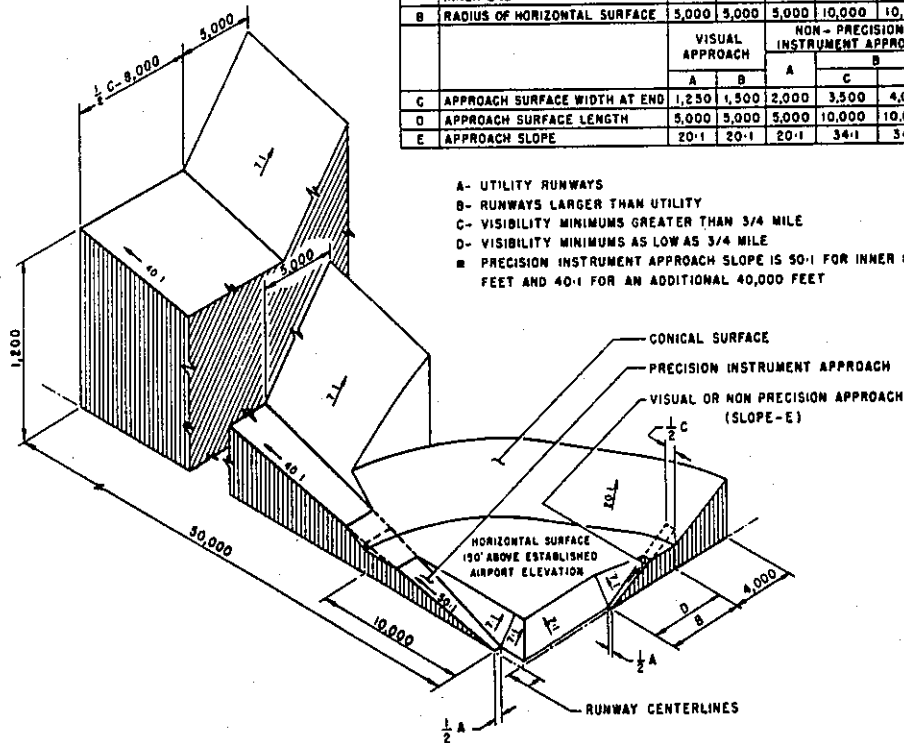 B RADIUS OF HORIZONTAL SURFACE 5,000 5,000 5,000 10,000
VISUAL APPROACH NON-PRECISION INSTRUMENT
A B A B
C
C APPROACH SURFACE WIDTH AT END 1,250 1,500 2,000 3,500
D APPROACH SURFACE LENGTH 5,000 5,000 5,000 10,000
E APPROACH SLOPE 20:1 20:1 20:1 34:1
A- UTILITY RUNWAYS
B- RUNWAYS LARGER THAN UTILITY
C- VISIBILITY MINIMUMS GREATER THAN 3/4 MILE
D- VISIBILITY MINIMUMS AS LOW AS 3/4 MILE
PRECISION INSTRUMENT APPROACH SLOPE IS 50:1 FOR INNER
FEET AND 40:1 FOR AN ADDITIONAL 40,000 FEET
5,000
½ C-8,000
7:1
40:1
5,000
1,200
7:1
CONICAL SURFACE
PRECISION INSTRUMENT APPROACH
VISUAL OR NON PRECISION APPROACH
(SLOPE-E)
½ C
40:1
20:1
50,000
HORIZONTAL SURFACE
150' ABOVE ESTABLISHED
AIRPORT ELEVATION
50:1
7:1
7:1
7:1
7:1
4,000
D
B
10,000
½ A
RUNWAY CENTERLINES
½ A